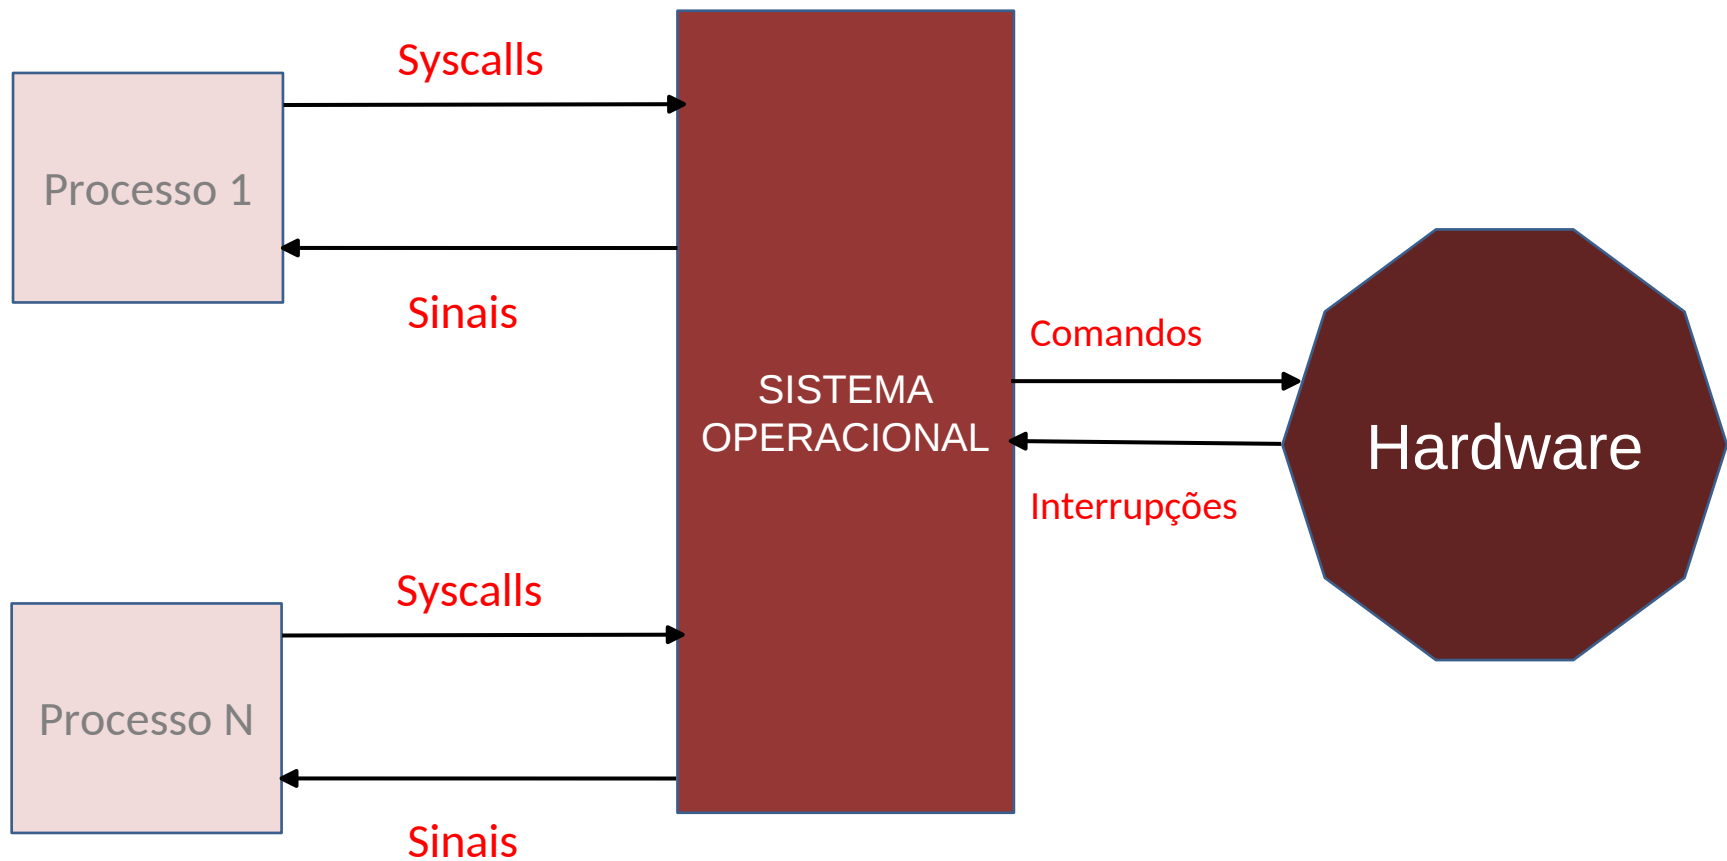 Syscalls
Processo 1
Sinais
SISTEMA
OPERACIONAL
Comandos
Hardware
Interrupções
Syscalls
Processo N
Sinais